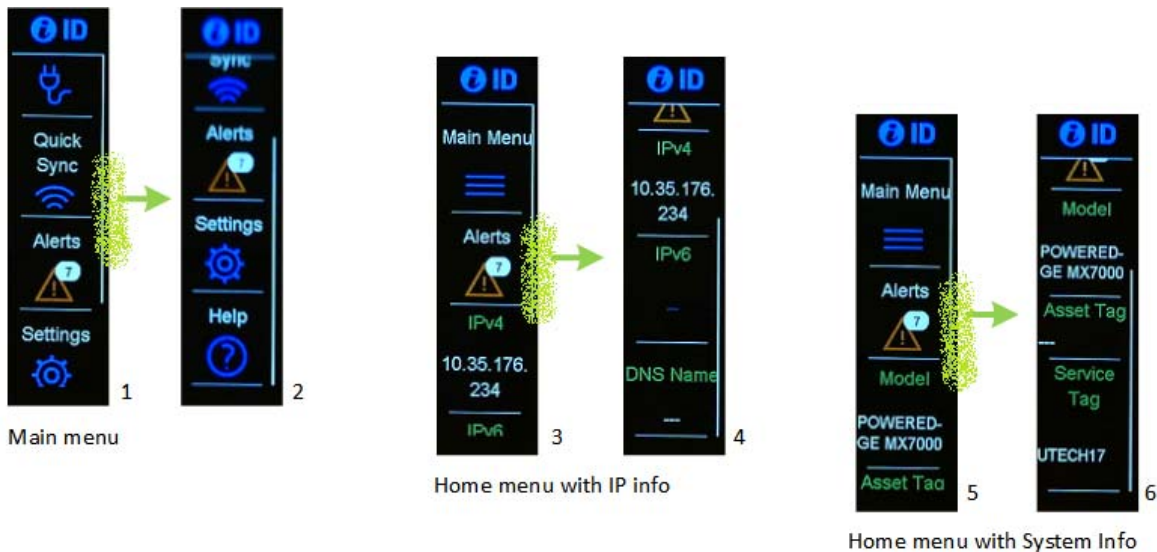 i ID
Quick
Sync
Alerts
7
Settings
1
i ID
Sync
Alerts
7
Settings
Help
?
2
Main menu
i ID
Main Menu
Alerts
7
IPv4
10.35.176.
234
IPv6
3
i ID
IPv4
10.35.176.
234
IPv6
_
DNS Name
---
4
Home menu with IP info
i ID
Main Menu
Alerts
7
Model
POWERED-
GE MX7000
Asset Tag
5
i ID
Model
POWERED-
GE MX7000
Asset Tag
---
Service
Tag
UTECH17
6
Home menu with System Info